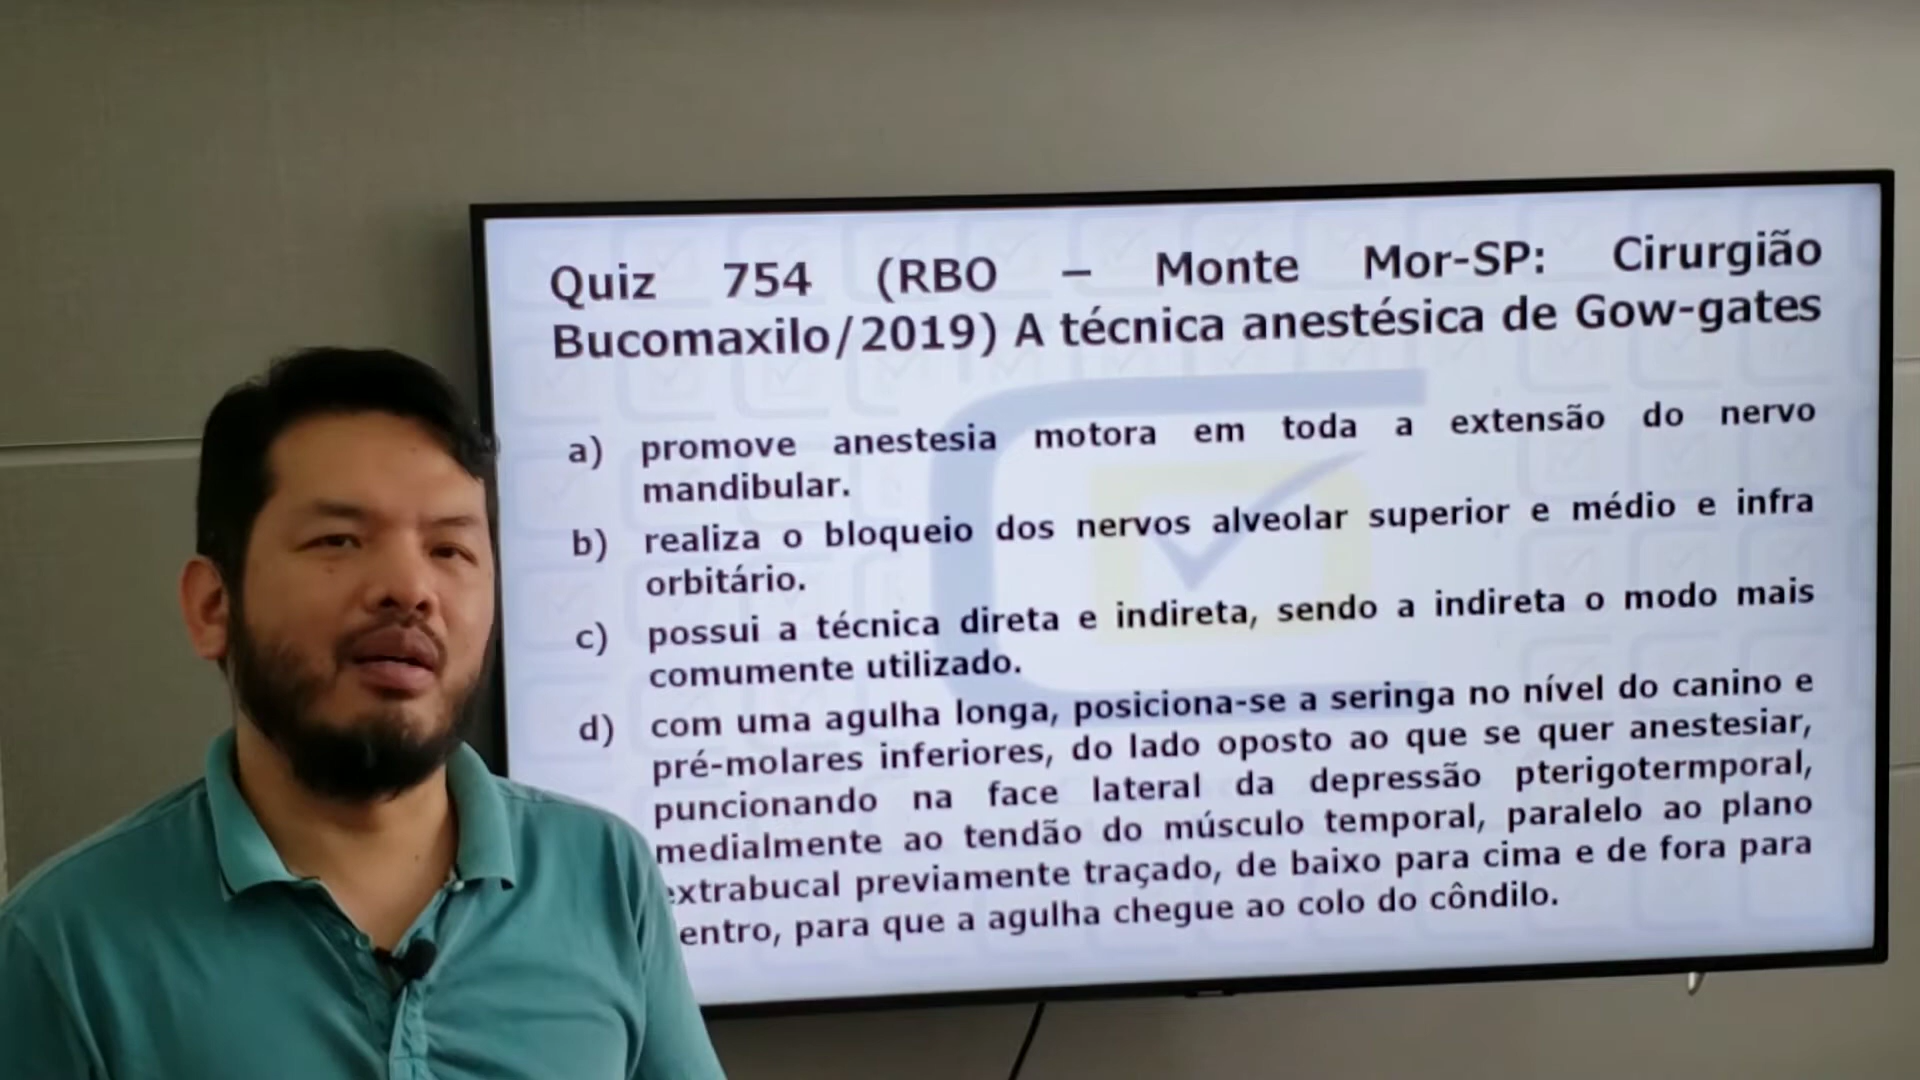 Quiz 754 (RBO – Monte Mor-SP: Cirurgião
Bucomaxilo/2019) A técnica anestésica de Gow-gates
a) promove anestesia motora em toda a extensão do nervo
mandibular.
b) realiza o bloqueio dos nervos alveolar superior e médio e infra
orbitário.
c) possui a técnica direta e indireta, sendo a indireta o modo mais
comumente utilizado.
d) com uma agulha longa, posiciona-se a seringa no nível do canino e
pré-molares inferiores, do lado oposto ao que se quer anestesiar,
puncionando na face lateral da depressão pterigotermporal,
medialmente ao tendão do músculo temporal, paralelo ao plano
extrabucal previamente traçado, de baixo para cima e de fora para
entro, para que a agulha chegue ao colo do côndilo.